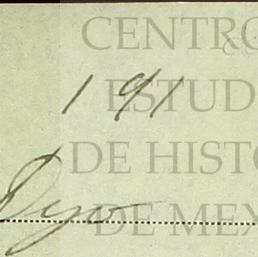 CENTRO
191
ESTUD
DE HISTO
DE MEX